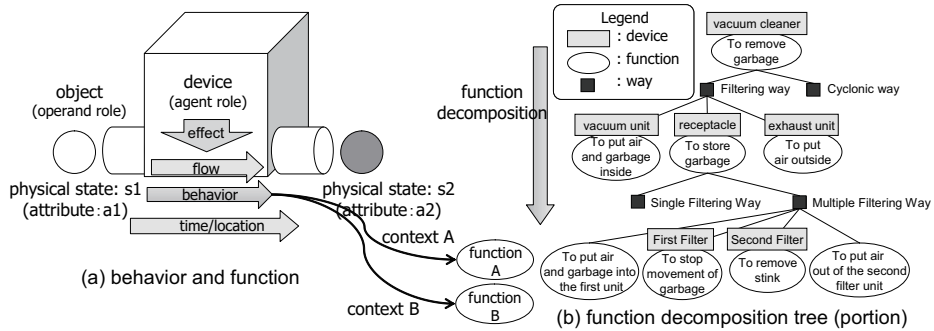 object
(operand role)
device
(agent role)
effect
flow
physical state: s1
(attribute:a1)
behavior
physical state: s2
(attribute:a2)
time/location
context A
context B
function
A
function
B
(a) behavior and function
function
decomposition
Legend
: device
: function
: way
vacuum cleaner
To remove
garbage
Filtering way
Cyclonic way
vacuum unit
To put air
and garbage
inside
receptacle
To store
garbage
exhaust unit
To put
air outside
Single Filtering Way
Multiple Filtering Way
To put air
and garbage into
the first unit
First Filter
To stop
movement of
garbage
Second Filter
To remove
stink
To put air
out of the second
filter unit
(b) function decomposition tree (portion)